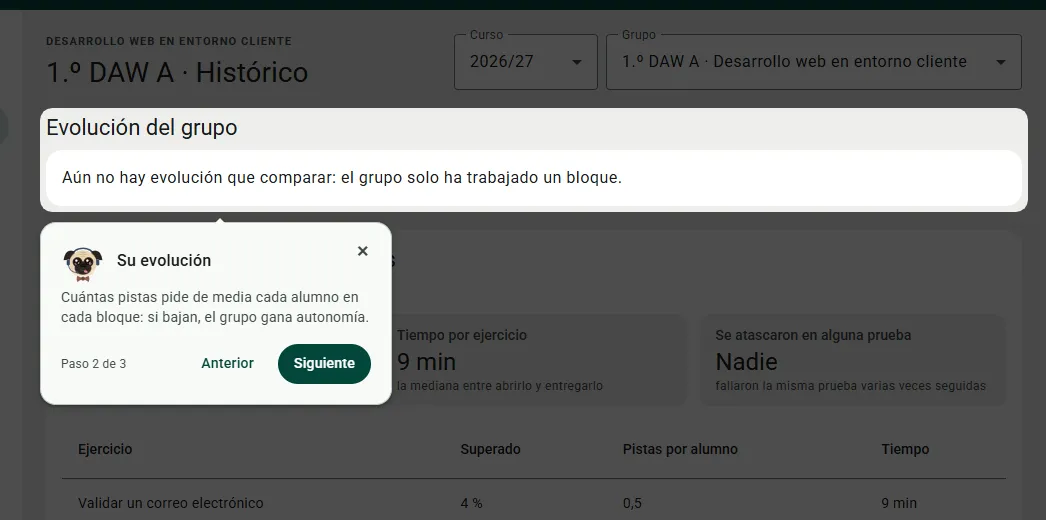 DESARROLLO WEB EN ENTORNO CLIENTE
1.º DAW A · Histórico
Curso
2026/27
Grupo
1.º DAW A · Desarrollo web en entorno cliente
Evolución del grupo
Aún no hay evolución que comparar: el grupo solo ha trabajado un bloque.
Su evolución
×
Cuántas pistas pide de media cada alumno en
cada bloque: si bajan, el grupo gana autonomía.
Paso 2 de 3
Anterior
Siguiente
Tiempo por ejercicio
9 min
la mediana entre abrirlo y entregarlo
Se atascaron en alguna prueba
Nadie
fallaron la misma prueba varias veces seguidas
Ejercicio Superado Pistas por alumno Tiempo
Validar un correo electrónico 4 % 0,5 9 min